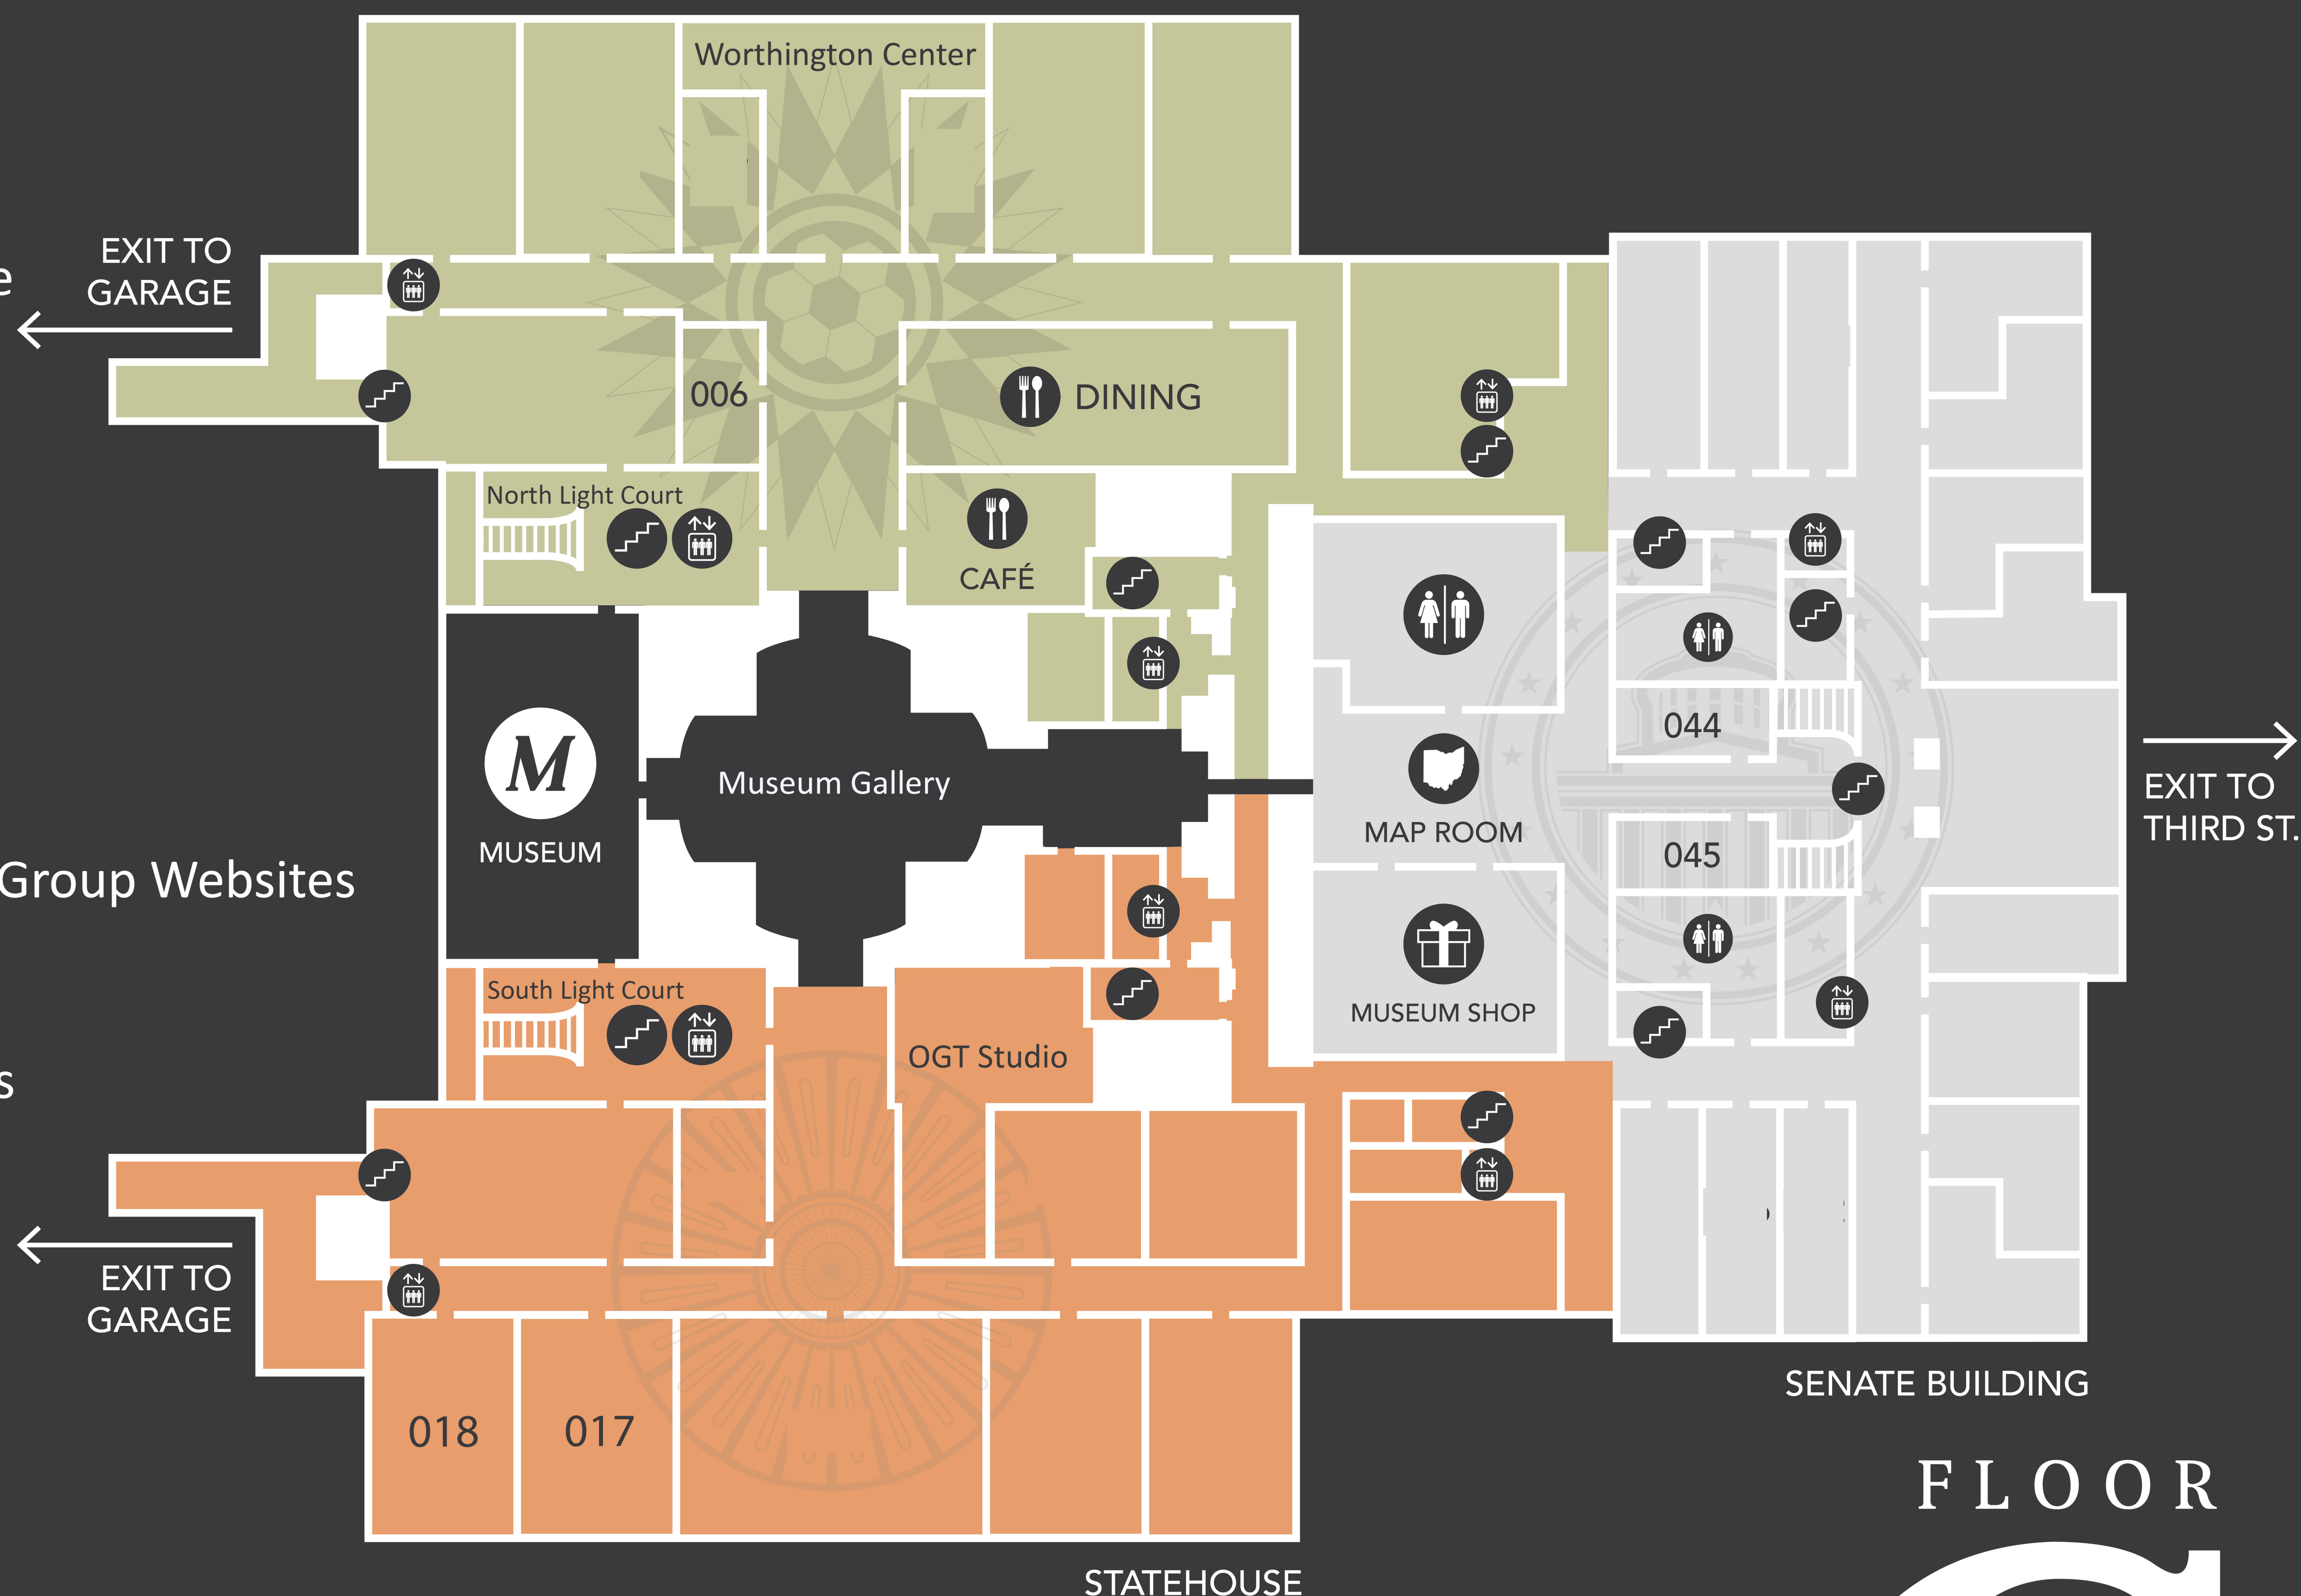 Worthington Center
EXIT TO
GARAGE
e
006
DINING
North Light Court
CAFÉ
M
MUSEUM
Museum Gallery
044
MAP ROOM
045
EXIT TO
THIRD ST.
Group Websites
MUSEUM SHOP
South Light Court
OGT Studio
s
EXIT TO
GARAGE
018
017
SENATE BUILDING
FLOOR
STATEHOUSE